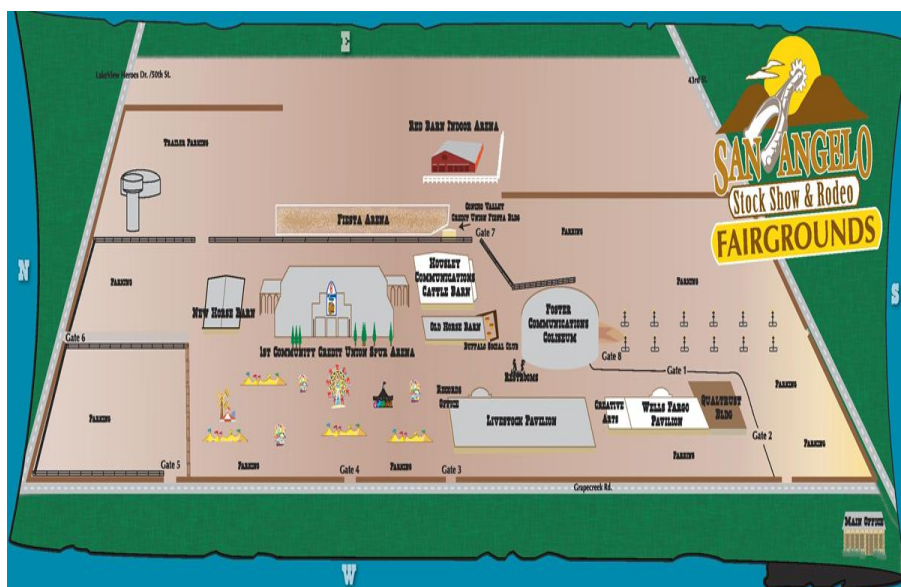 E
LakeView Heroes Dr. /50th St.
43rd St.
SAN ANGELO
Stock Show & Rodeo
FAIRGROUNDS
Trailer Parking
Red Barn Indoor Arena
Fiesta Arena
Concho Valley
Credit Union Fiesta Bldg
Gate 7
Parking
N
Parking
New Horse Barn
1st Community Credit Union Spur Arena
Housley
Communications
Cattle Barn
Old Horse Barn
Buffalo Social Club
Foster
Communications
Coliseum
Parking
S
Gate 6
Gate 8
Gate 1
Restrooms
Records
Office
Livestock Pavilion
Creative
Arts
Wells Fargo
Pavilion
Qualtrust
Bldg
Parking
Gate 2
Parking
Parking
Gate 5
Parking
Gate 4
Parking
Gate 3
Parking
Grapecreek Rd.
Main Office
W